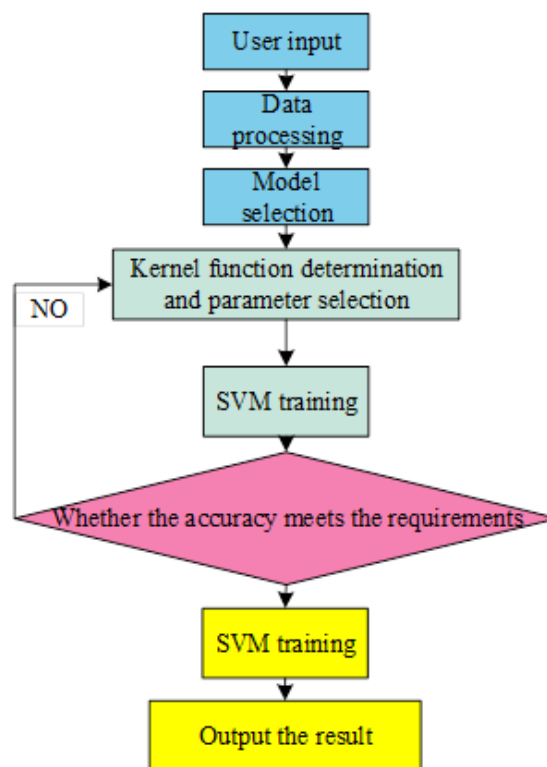 User input
Data
processing
Model
selection
Kernel function determination
and parameter selection
NO
SVM training
Whether the accuracy meets the requirements
SVM training
Output the result